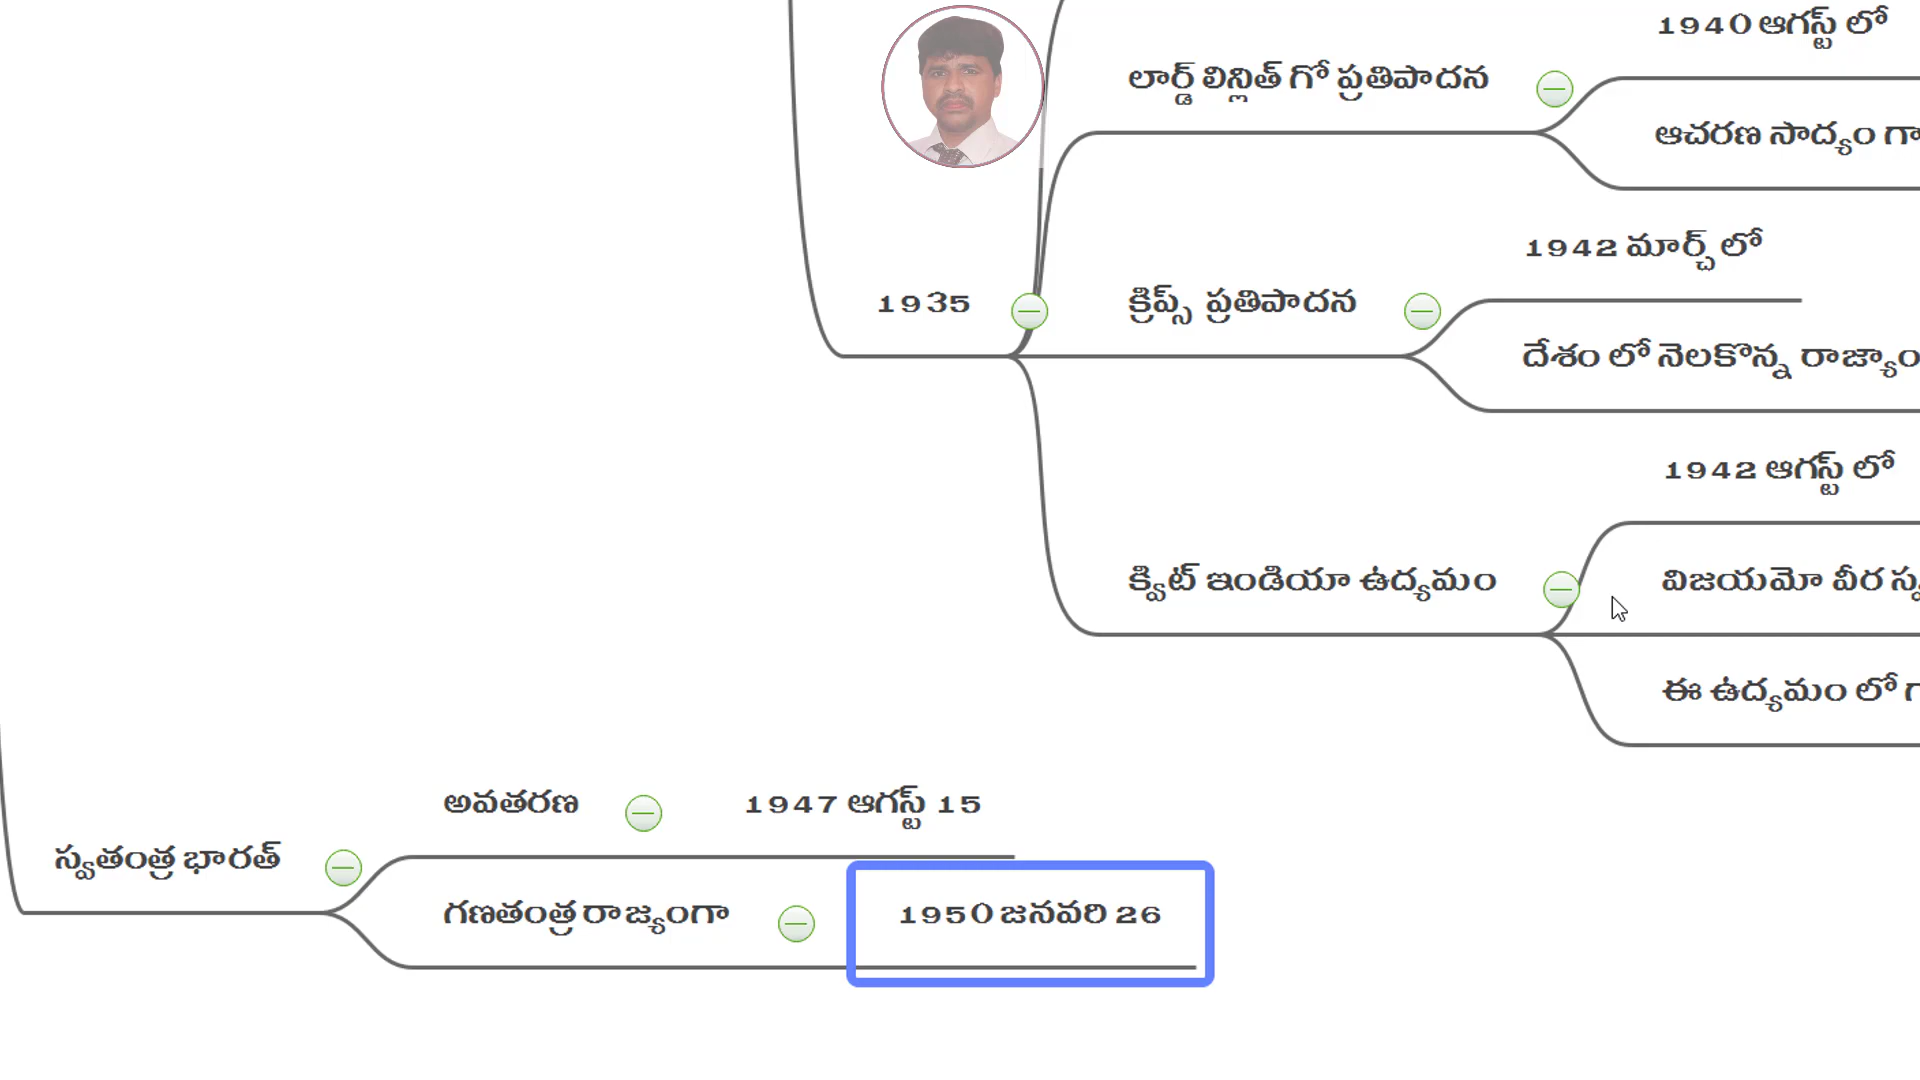 1940 ఆగస్ట్ లో
లార్డ్ లిన్లిత్ గో ప్రతిపాదన
ఆచరణ సాద్యం గా
1942 మార్చ్ లో
1935
క్రిప్స్ ప్రతిపాదన
దేశం లో నెలకొన్న రాజ్యాం
1942 ఆగస్ట్ లో
క్విట్ ఇండియా ఉద్యమం
విజయమో వీర
ఈ ఉద్యమం లో
అవతరణ
1947 ఆగస్ట్ 15
స్వతంత్ర భారత్
గణతంత్ర రాజ్యంగా
1950 జనవరి 26